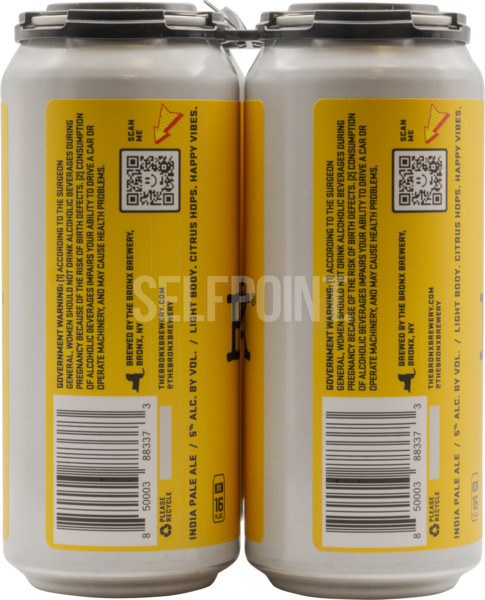 GOVERNMENT WARNING: (1) ACCORDING TO THE SURGEON
GENERAL, WOMEN SHOULD NOT DRINK ALCOHOLIC BEVERAGES DURING
PREGNANCY BECAUSE OF THE RISK OF BIRTH DEFECTS. (2) CONSUMPTION
OF ALCOHOLIC BEVERAGES IMPAIRS YOUR ABILITY TO DRIVE A CAR OR
OPERATE MACHINERY, AND MAY CAUSE HEALTH PROBLEMS.
SCAN
ME
BREWED BY THE BRONX BREWERY,
BRONX, NY
THEBRONXBREWERY.COM
@THEBRONXBREWERY
8 50003 88337 3
PLEASE
RECYCLE
INDIA PALE ALE / 5% ALC. BY VOL. / LIGHT BODY. CITRUS HOPS. HAPPY VIBES.
GOVERNMENT WARNING: (1) ACCORDING TO THE SURGEON
GENERAL, WOMEN SHOULD NOT DRINK ALCOHOLIC BEVERAGES DURING
PREGNANCY BECAUSE OF THE RISK OF BIRTH DEFECTS. (2) CONSUMPTION
OF ALCOHOLIC BEVERAGES IMPAIRS YOUR ABILITY TO DRIVE A CAR OR
OPERATE MACHINERY, AND MAY CAUSE HEALTH PROBLEMS.
SCAN
ME
BREWED BY THE BRONX BREWERY,
BRONX, NY
THEBRONXBREWERY.COM
@THEBRONXBREWERY
8 50003 88337 3
PLEASE
RECYCLE
INDIA PALE ALE / 5% ALC. BY VOL. / LIGHT BODY. CITRUS HOPS. HAPPY VIBES.
SELFPOINT